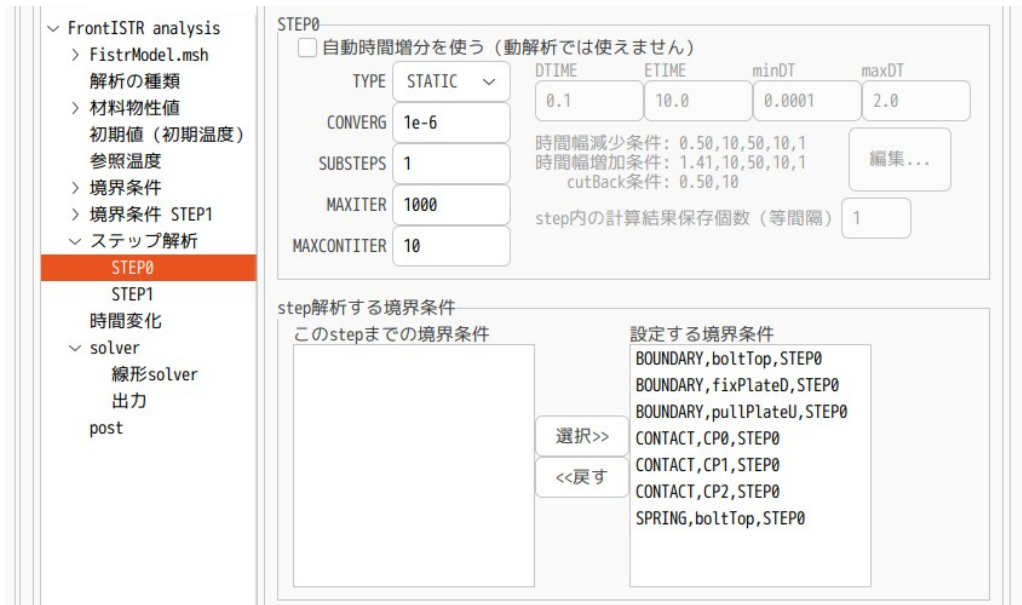 FrontISTR analysis
FistrModel.msh
解析の種類
材料物性値
初期値（初期温度）
参照温度
境界条件
境界条件 STEP1
ステップ解析
STEP0
STEP1
時間変化
solver
線形solver
出力
post
STEP0
自動時間増分を使う（動解析では使えません）
TYPE STATIC
CONVERG 1e-6
SUBSTEPS 1
MAXITER 1000
MAXCONTITER 10
DTIME ETIME minDT maxDT
0.1 10.0 0.0001 2.0
時間幅減少条件: 0.50,10,50,10,1
時間幅増加条件: 1.41,10,50,10,1
cutBack条件: 0.50,10
編集...
step内の計算結果保存個数（等間隔） 1
step解析する境界条件
このstepまでの境界条件
選択>>
<<戻す
設定する境界条件
BOUNDARY,boltTop,STEP0
BOUNDARY,fixPlateD,STEP0
BOUNDARY,pullPlateU,STEP0
CONTACT,CP0,STEP0
CONTACT,CP1,STEP0
CONTACT,CP2,STEP0
SPRING,boltTop,STEP0